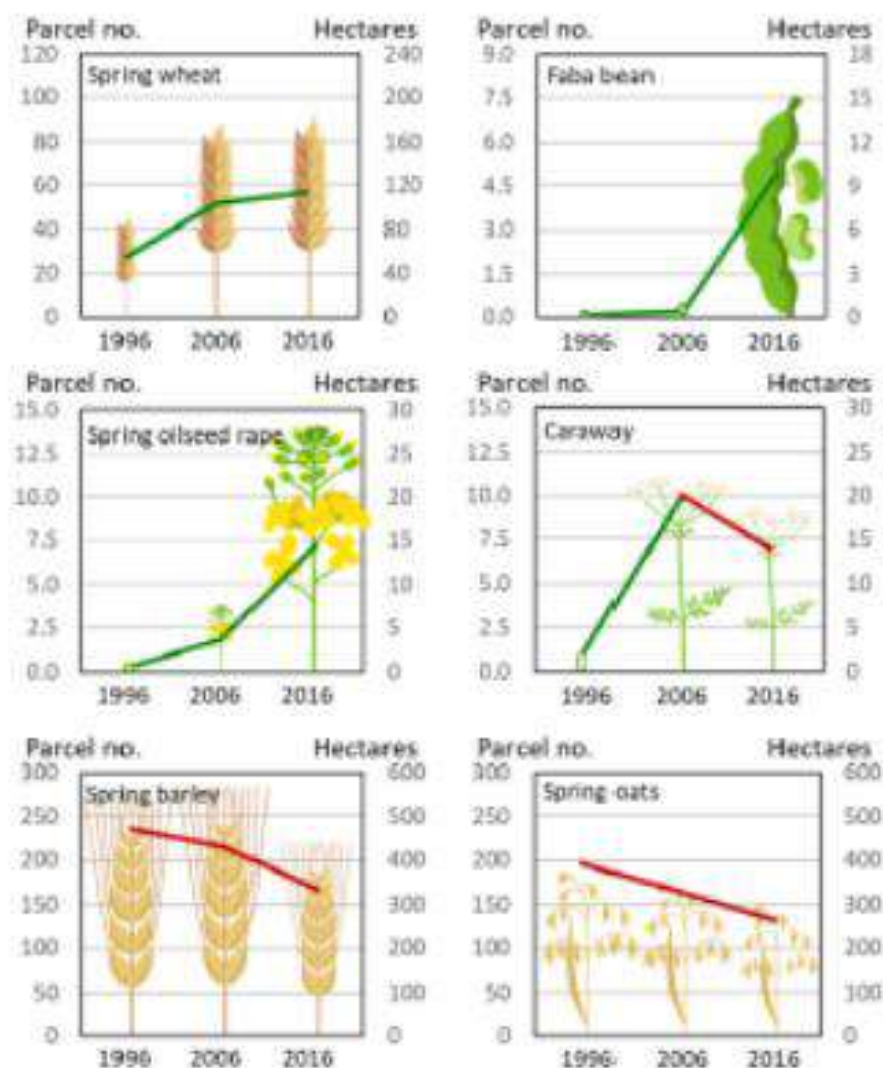 Parcel no. Hectares
120 240
Spring wheat
100 200
80 160
60 120
40 80
20 40
0 0
1996 2006 2016
Parcel no. Hectares
9.0 18
Faba bean
7.5 15
6.0 12
4.5 9
3.0 6
1.5 3
0.0 0
1996 2006 2016
Parcel no. Hectares
15.0 30
Spring oilseed rape
12.5 25
10.0 20
7.5 15
5.0 10
2.5 5
0.0 0
1996 2006 2016
Parcel no. Hectares
15.0 30
Caraway
12.5 25
10.0 20
7.5 15
5.0 10
2.5 5
0.0 0
1996 2006 2016
Parcel no. Hectares
300 600
Spring barley
250 500
200 400
150 300
100 200
50 100
0 0
1996 2006 2016
Parcel no. Hectares
300 600
Spring oats
250 500
200 400
150 300
100 200
50 100
0 0
1996 2006 2016